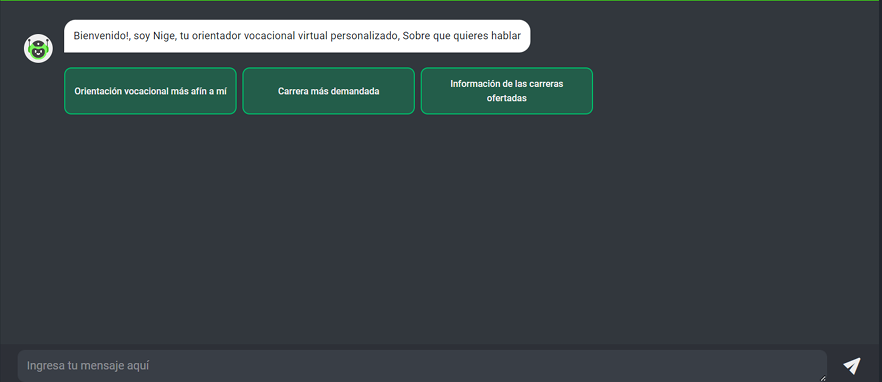 Bienvenido!, soy Nige, tu orientador vocacional virtual personalizado, Sobre que quieres hablar
Orientación vocacional más afín a mí
Carrera más demandada
Información de las carreras
ofertadas
Ingresa tu mensaje aquí